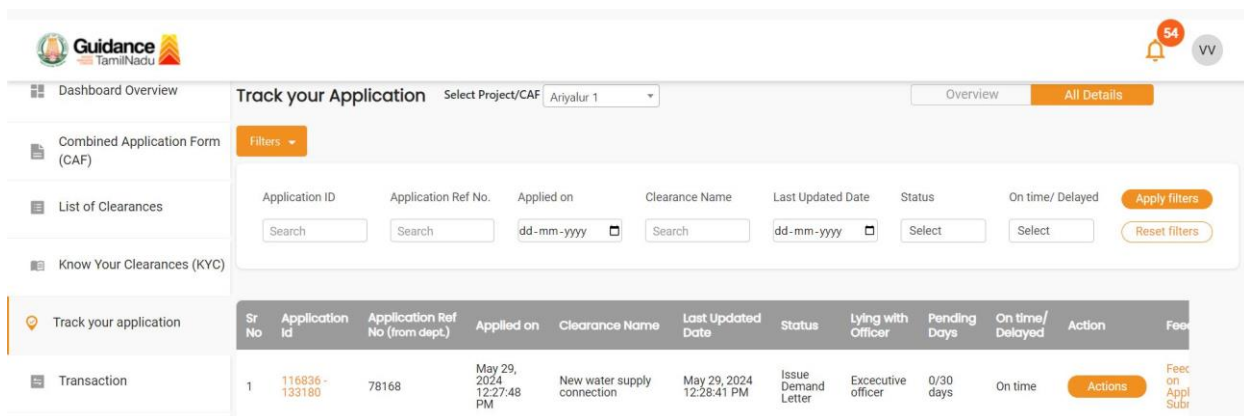 Guidance
TamilNadu
54
VV
Dashboard Overview
Track your Application
Select Project/CAF
Ariyalur 1
Overview
All Details
Combined Application Form
(CAF)
Filters
List of Clearances
Application ID
Application Ref No.
Applied on
Clearance Name
Last Updated Date
Status
On time/ Delayed
Apply filters
Search
Search
dd-mm-yyyy
Search
dd-mm-yyyy
Select
Select
Reset filters
Know Your Clearances (KYC)
Track your application
Sr
No
Application
Id
Application Ref
No (from dept.)
Applied on
Clearance Name
Last Updated
Date
Status
Lying with
Officer
Pending
Days
On time/
Delayed
Action
Transaction
1
116836 -
133180
78168
May 29,
2024
12:27:48
PM
New water supply
connection
May 29, 2024
12:28:41 PM
Issue
Demand
Letter
Excecutive
officer
0/30
days
On time
Actions
on